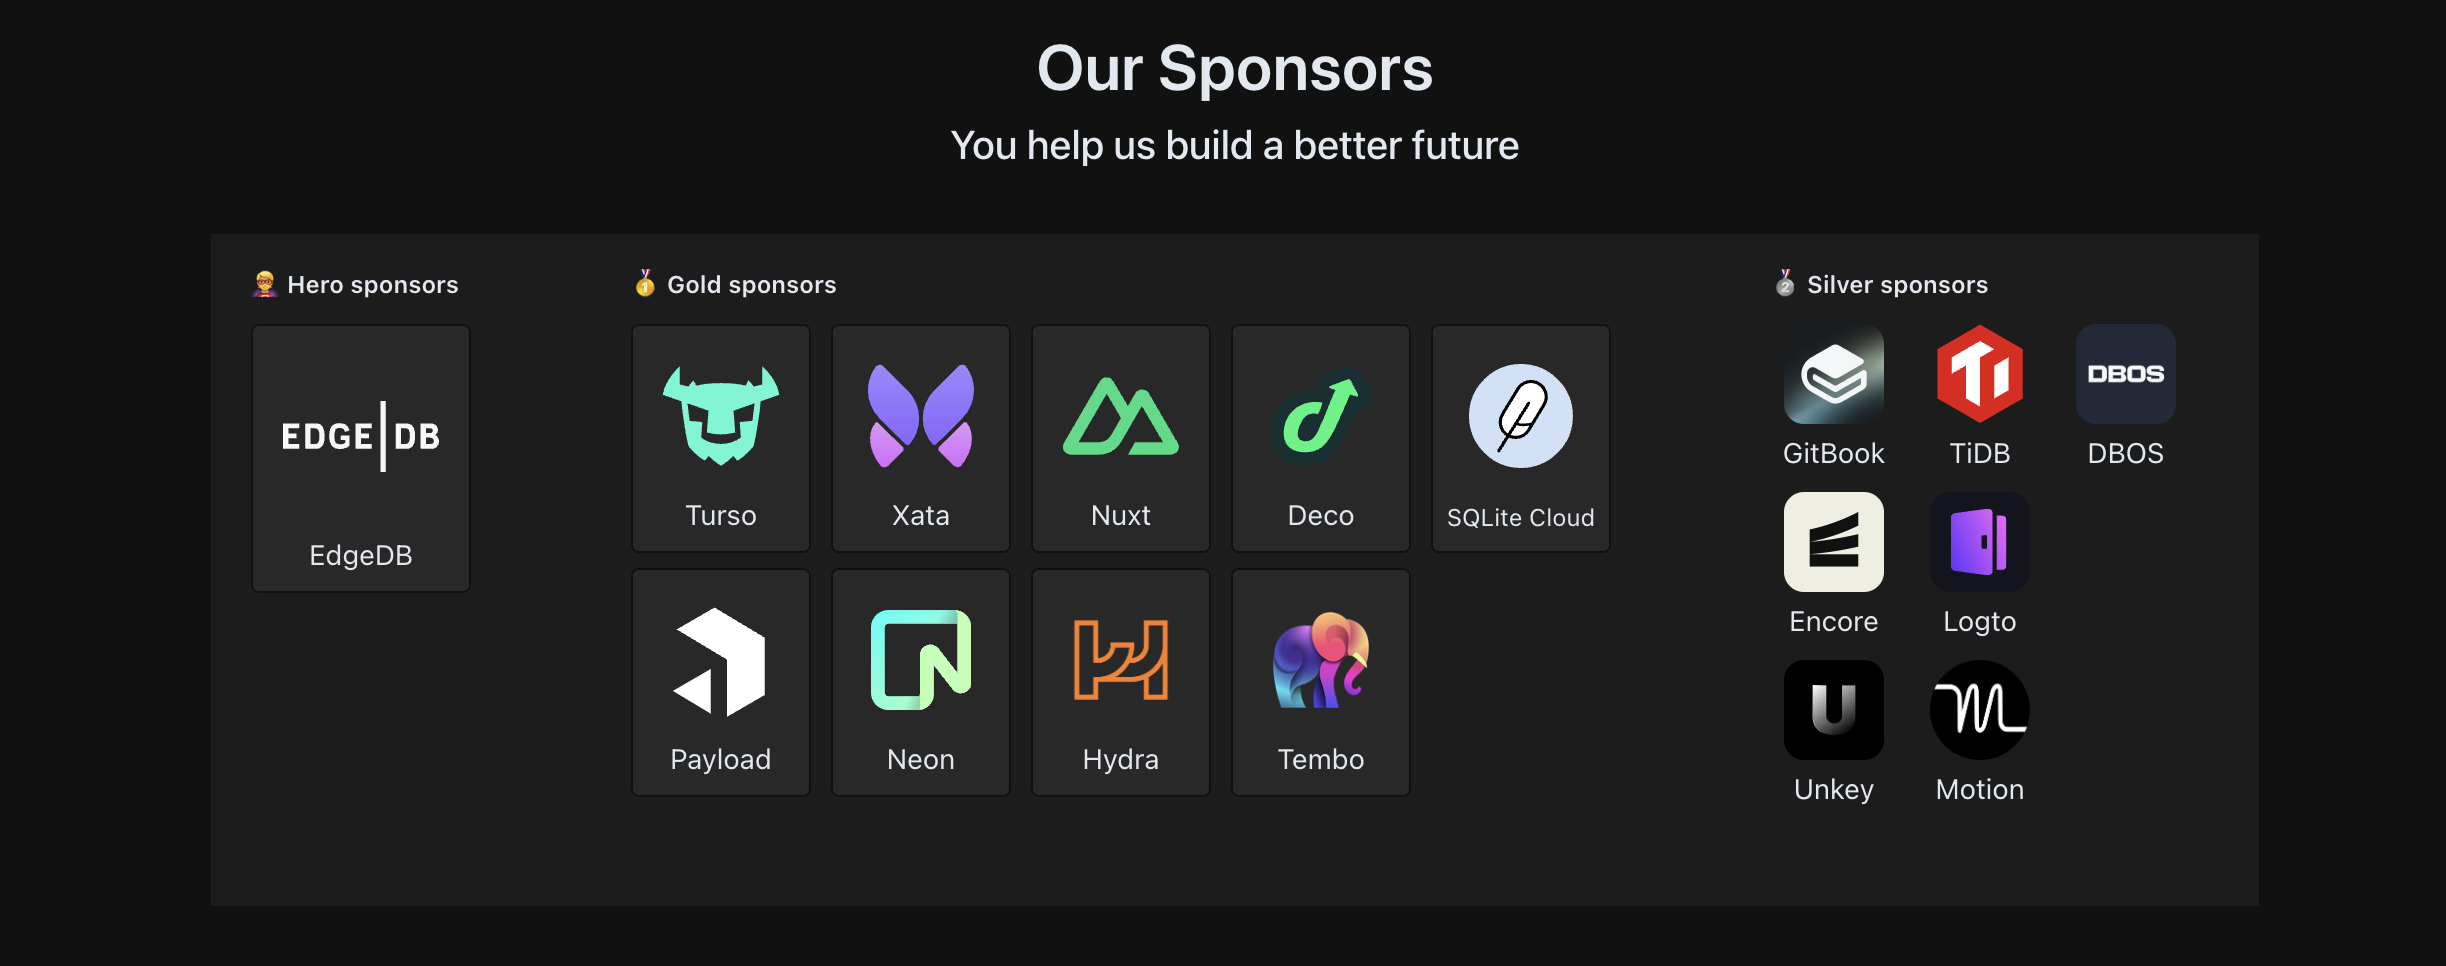 Our Sponsors
You help us build a better future
Hero sponsors
EDGE|DB
EdgeDB
Gold sponsors
Turso
Xata
Nuxt
Deco
SQLite Cloud
Payload
Neon
Hydra
Tembo
Silver sponsors
GitBook
TiDB
DBOS
DBOS
Encore
Logto
U
Unkey
Motion